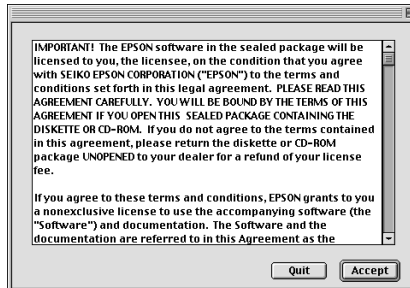 IMPORTANT! The EPSON software in the sealed package will be
licensed to you, the licensee, on the condition that you agree
with SEIKO EPSON CORPORATION ("EPSON") to the terms and
conditions set forth in this legal agreement. PLEASE READ THIS
AGREEMENT CAREFULLY. YOU WILL BE BOUND BY THE TERMS OF THIS
AGREEMENT IF YOU OPEN THIS SEALED PACKAGE CONTAINING THE
DISKETTE OR CD-ROM. If you do not agree to the terms contained
in this agreement, please return the diskette or CD-ROM
package UNOPENED to your dealer for a refund of your license
fee.
If you agree to these terms and conditions, EPSON grants to you
a nonexclusive license to use the accompanying software (the
"Software") and documentation. The Software and the
documentation are referred to in this Agreement as the
Quit Accept